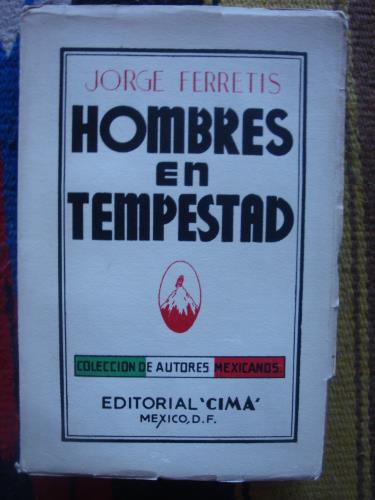 JORGE FERRETIS
HOMBRES
en
TEMPESTAD
COLECCION DE AUTORES MEXICANOS.
EDITORIAL 'CIMA'
MEXICO, D.F.